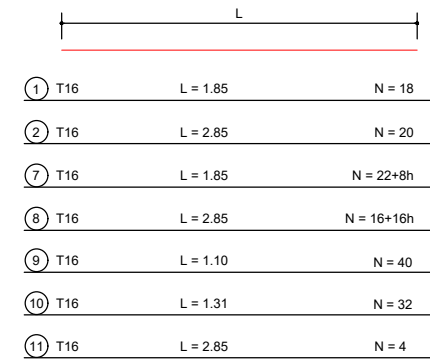 L
1 T16 L = 1.85 N = 18
2 T16 L = 2.85 N = 20
7 T16 L = 1.85 N = 22+8h
8 T16 L = 2.85 N = 16+16h
9 T16 L = 1.10 N = 40
10 T16 L = 1.31 N = 32
11 T16 L = 2.85 N = 4